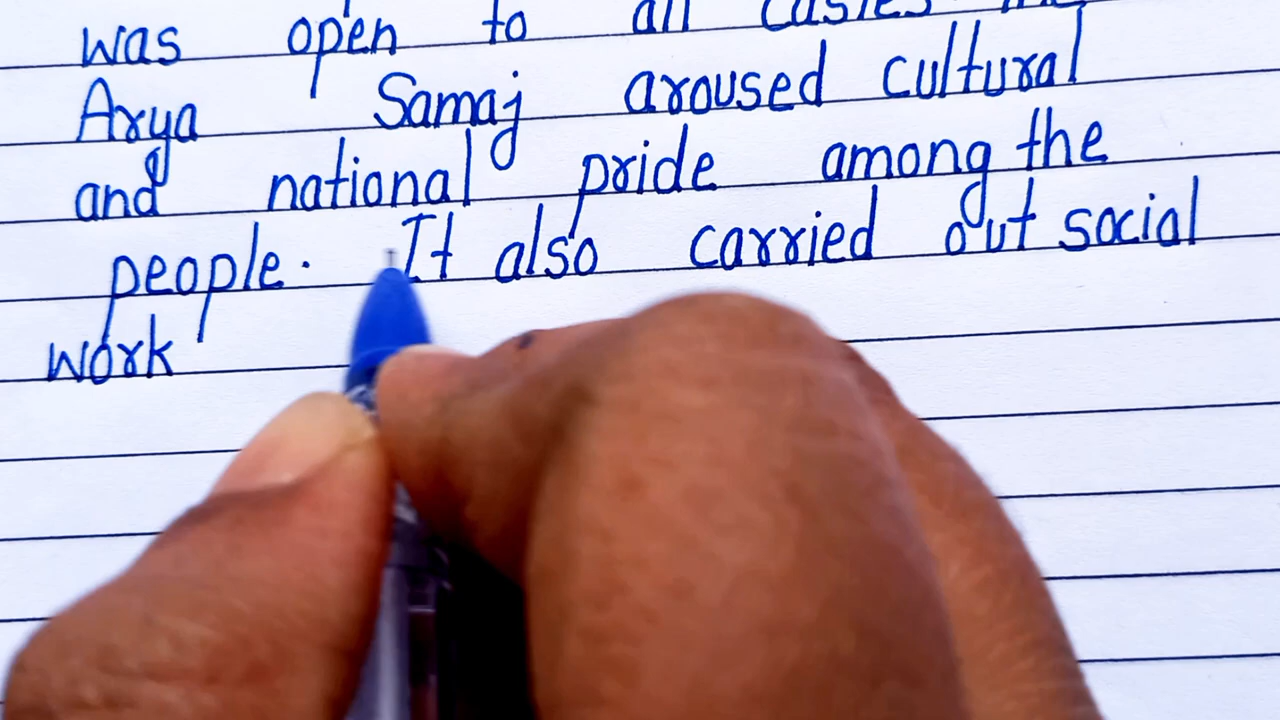 was open to all castes
Arya Samaj aroused cultural
and national pride among the
people. It also carried out social
work